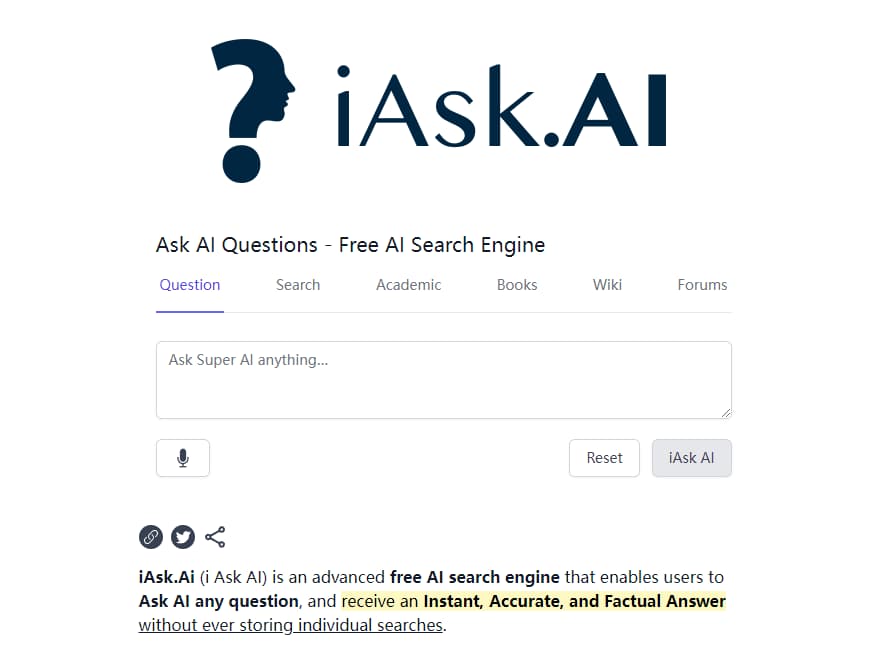 iAsk.AI
Ask AI Questions - Free AI Search Engine
Question Search Academic Books Wiki Forums
Ask Super AI anything...
Reset iAsk AI
iAsk.Ai (i Ask AI) is an advanced free AI search engine that enables users to
Ask AI any question, and receive an Instant, Accurate, and Factual Answer
without ever storing individual searches.